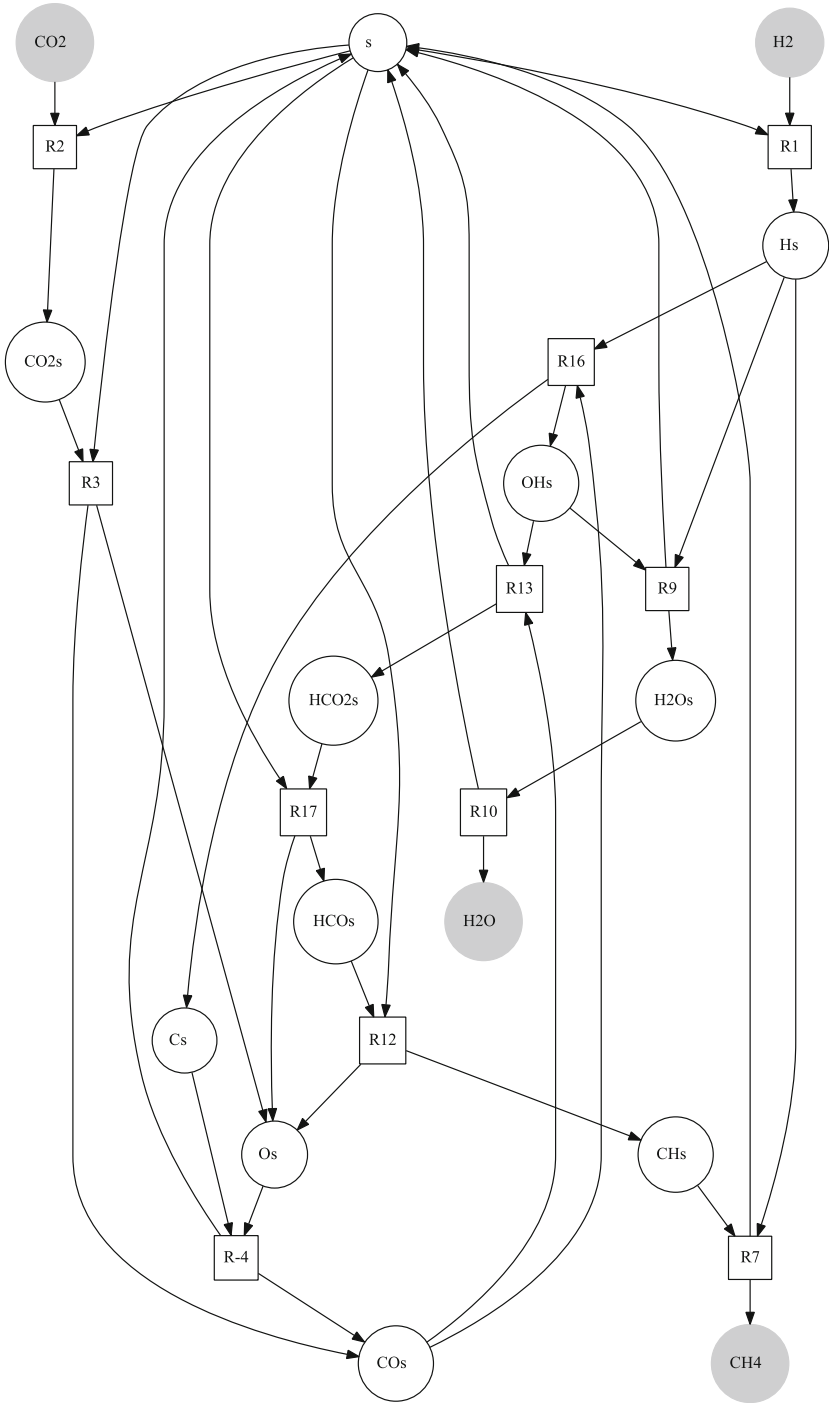 CO2
s
H2
R2
R1
Hs
CO2s
R16
R3
OHs
R13
R9
HCO2s
H2Os
R17
R10
HCOs
H2O
Cs
R12
Os
CHs
R-4
R7
COs
CH4